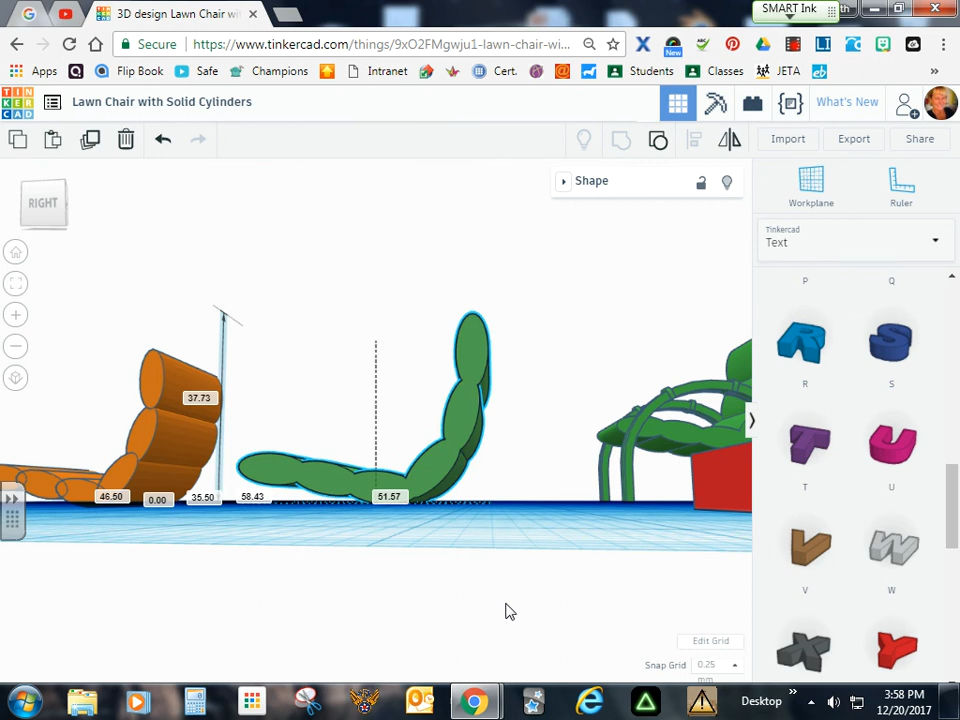 3D design Lawn Chair wi
SMART Ink
th
Secure
https://www.tinkercad.com/things/9xO2FMgwju1-lawn-chair-wi...
New
Apps
Flip Book
Safe
Champions
Intranet
Cert.
Students
Classes
JETA
»
TIN
KER
CAD
Lawn Chair with Solid Cylinders
What's New
Import
Export
Share
RIGHT
Shape
Workplane
Ruler
Tinkercad
Text
P
Q
R
S
T
U
V
W
37.73
46.50
0.00
35.50
58.43
51.57
Edit Grid
Snap Grid
0.25
mm
Desktop
»
3:58 PM
12/20/2017